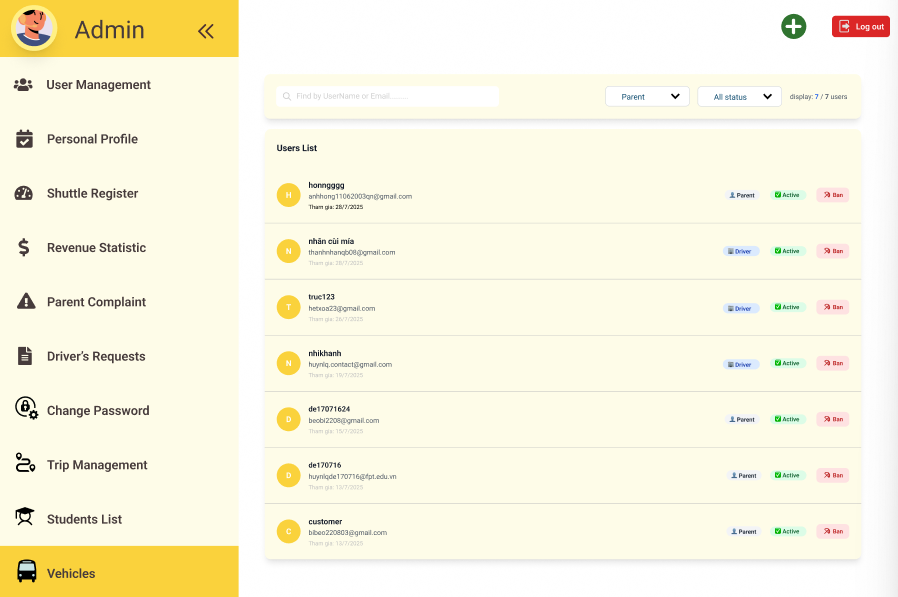 Admin
Log out
User Management
Personal Profile
Shuttle Register
Revenue Statistic
Parent Complaint
Driver's Requests
Change Password
Trip Management
Students List
Vehicles
Find by UserName or Email........
Parent
All status
display: 7 / 7 users
Users List
H
honngggg
anhhong11062003qn@gmail.com
Tham gia: 28/7/2025
Parent
Active
Ban
N
nhân cùi mía
thanhnhanqb08@gmail.com
Tham gia: 28/7/2025
Driver
Active
Ban
T
truc123
hetxoa23@gmail.com
Tham gia: 26/7/2025
Driver
Active
Ban
N
nhikhanh
huynlq.contact@gmail.com
Tham gia: 19/7/2025
Driver
Active
Ban
D
de17071624
beobi2208@gmail.com
Tham gia: 15/7/2025
Parent
Active
Ban
D
de170716
huynlqde170716@fpt.edu.vn
Tham gia: 13/7/2025
Parent
Active
Ban
C
customer
bibeo220803@gmail.com
Tham gia: 13/7/2025
Parent
Active
Ban